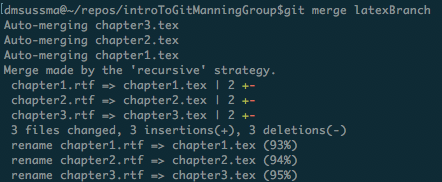 dmsussma@~/repos/introToGitManningGroup$git merge latexBranch
Auto-merging chapter3.tex
Auto-merging chapter2.tex
Auto-merging chapter1.tex
Merge made by the 'recursive' strategy.
 chapter1.rtf => chapter1.tex | 2 +-
 chapter2.rtf => chapter2.tex | 2 +-
 chapter3.rtf => chapter3.tex | 2 +-
 3 files changed, 3 insertions(+), 3 deletions(-)
 rename chapter1.rtf => chapter1.tex (93%)
 rename chapter2.rtf => chapter2.tex (94%)
 rename chapter3.rtf => chapter3.tex (95%)